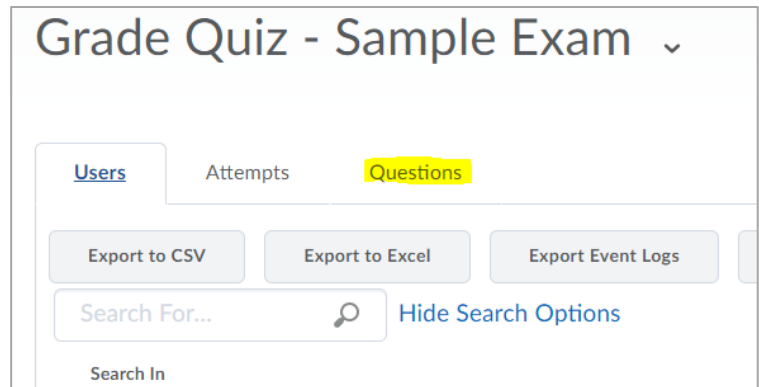 Grade Quiz - Sample Exam
Users Attempts Questions
Export to CSV Export to Excel Export Event Logs
Search For... Hide Search Options
Search In